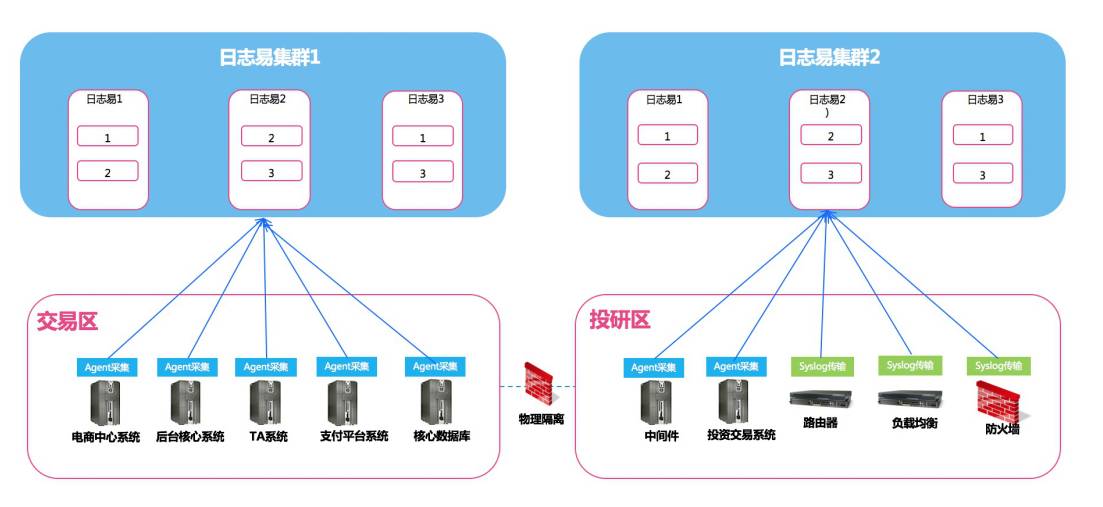 日志易集群1
日志易集群2
日志易1
日志易2
日志易3
1
2
1
2
3
3
日志易1
日志易2
)
日志易3
1
2
1
2
3
3
交易区
投研区
Agent采集
Agent采集
Agent采集
Agent采集
Agent采集
Agent采集
Agent采集
Syslog传输
Syslog传输
Syslog传输
电商中心系统
后台核心系统
TA系统
支付平台系统
核心数据库
物理隔离
中间件
投资交易系统
路由器
负载均衡
防火墙